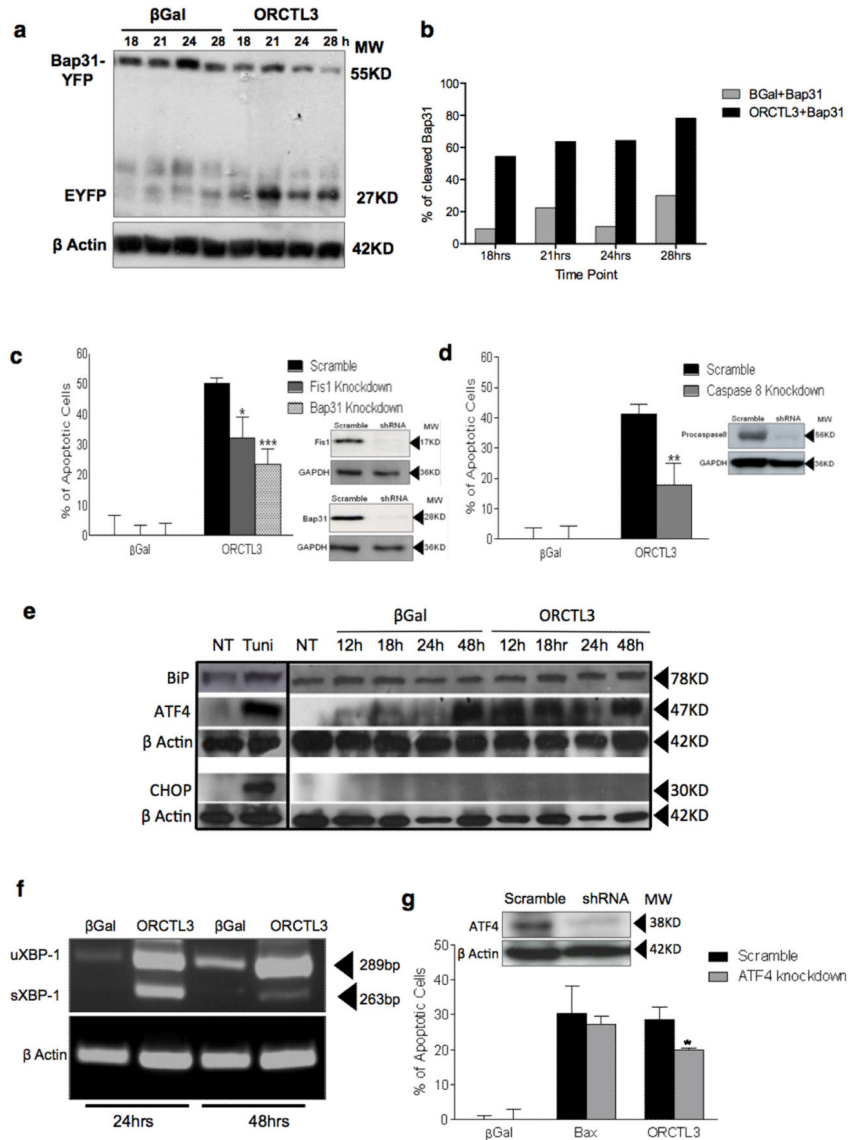 a
βGal ORCTL3
18 21 24 28 18 21 24 28 h MW
Bap31-
YFP
55KD
EYFP
27KD
β Actin
42KD
b
% of cleaved Bap31
100
80
60
40
20
0
18hrs 21hrs 24hrs 28hrs
Time Point
BGal+Bap31
ORCTL3+Bap31
c
% of Apoptotic Cells
60
50
40
30
20
10
0
* ***
βGal ORCTL3
Scramble
Fis1 Knockdown
Bap31 Knockdown
Scramble shRNA MW
Fis1 17KD
GAPDH 36KD
Scramble shRNA MW
Bap31 28KD
GAPDH 36KD
d
% of Apoptotic Cells
60
50
40
30
20
10
0
**
βGal ORCTL3
Scramble
Caspase 8 Knockdown
Scramble shRNA MW
Procaspase8 56KD
GAPDH 36KD
e
βGal ORCTL3
NT Tuni NT 12h 18h 24h 48h 12h 18hr 24h 48h
BiP 78KD
ATF4 47KD
β Actin 42KD
CHOP 30KD
β Actin 42KD
f
βGal ORCTL3 βGal ORCTL3
uXBP-1 289bp
sXBP-1 263bp
β Actin
24hrs 48hrs
g
Scramble shRNA MW
ATF4 38KD
β Actin 42KD
% of Apoptotic Cells
50
40
30
20
10
0
*
βGal Bax ORCTL3
Scramble
ATF4 knockdown